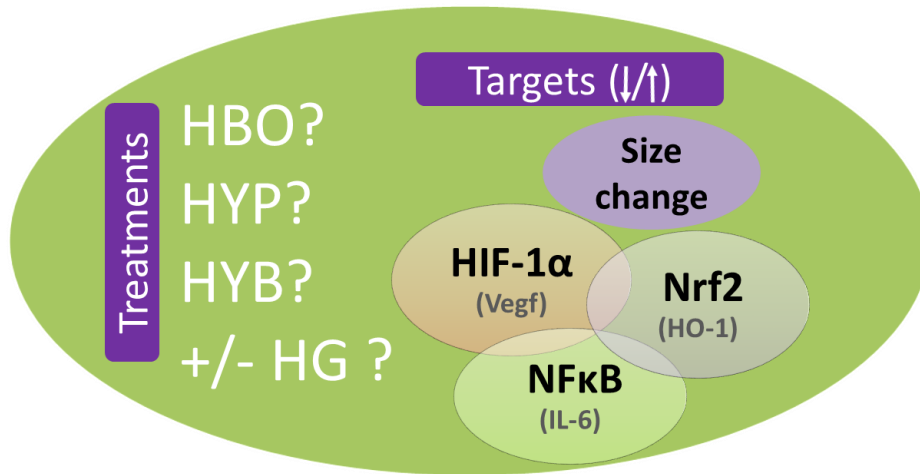 Treatments
HBO?
HYP?
HYB?
+/- HG ?
Targets (↓/↑)
Size
change
HIF-1α
(Vegf)
Nrf2
(HO-1)
NFκB
(IL-6)